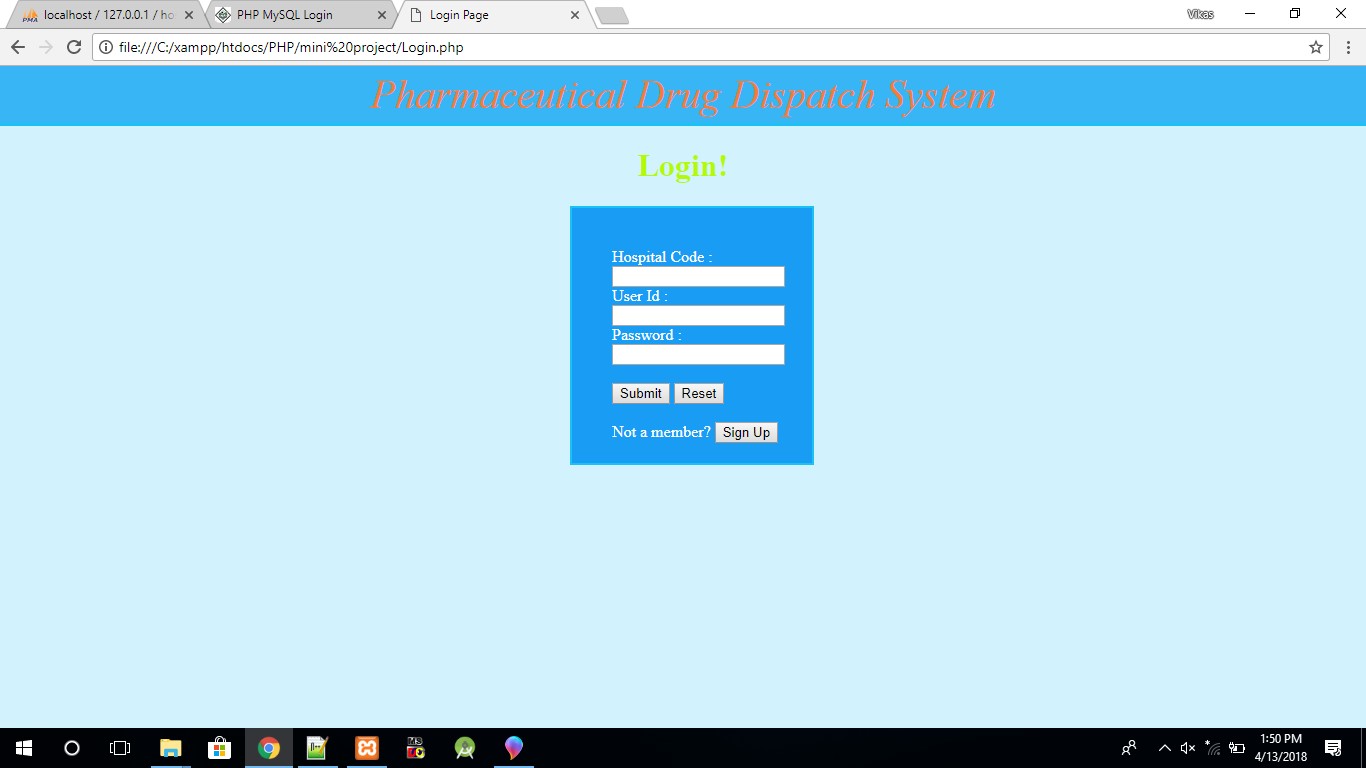 localhost / 127.0.0.1 / ho
PHP MySQL Login
Login Page
Vikas
file:///C:/xampp/htdocs/PHP/mini%20project/Login.php
Pharmaceutical Drug Dispatch System
Login!
Hospital Code :
User Id :
Password :
Submit Reset
Not a member? Sign Up
1:50 PM
4/13/2018